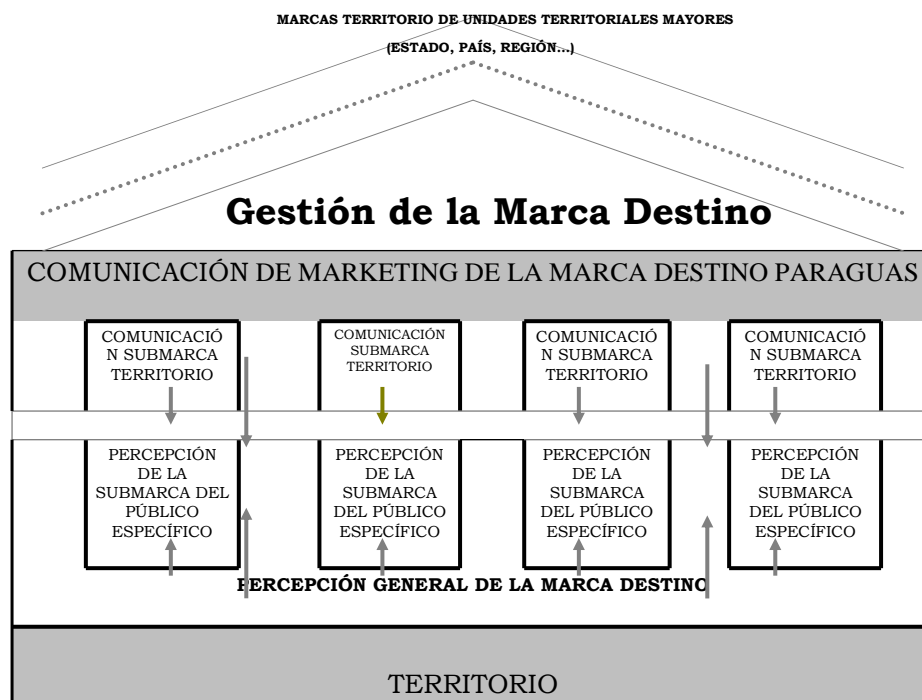 MARCAS TERRITORIO DE UNIDADES TERRITORIALES MAYORES
(ESTADO, PAÍS, REGIÓN...)
Gestión de la Marca Destino
COMUNICACIÓN DE MARKETING DE LA MARCA DESTINO PARAGUAS
COMUNICACIÓ
N SUBMARCA
TERRITORIO
COMUNICACIÓN
SUBMARCA
TERRITORIO
COMUNICACIÓ
N SUBMARCA
TERRITORIO
COMUNICACIÓ
N SUBMARCA
TERRITORIO
PERCEPCIÓN
DE LA
SUBMARCA DEL
PÚBLICO
ESPECÍFICO
PERCEPCIÓN
DE LA
SUBMARCA
DEL PÚBLICO
ESPECÍFICO
PERCEPCIÓN
DE LA
SUBMARCA
DEL PÚBLICO
ESPECÍFICO
PERCEPCIÓN
DE LA
SUBMARCA
DEL PÚBLICO
ESPECÍFICO
PERCEPCIÓN GENERAL DE LA MARCA DESTINO
TERRITORIO